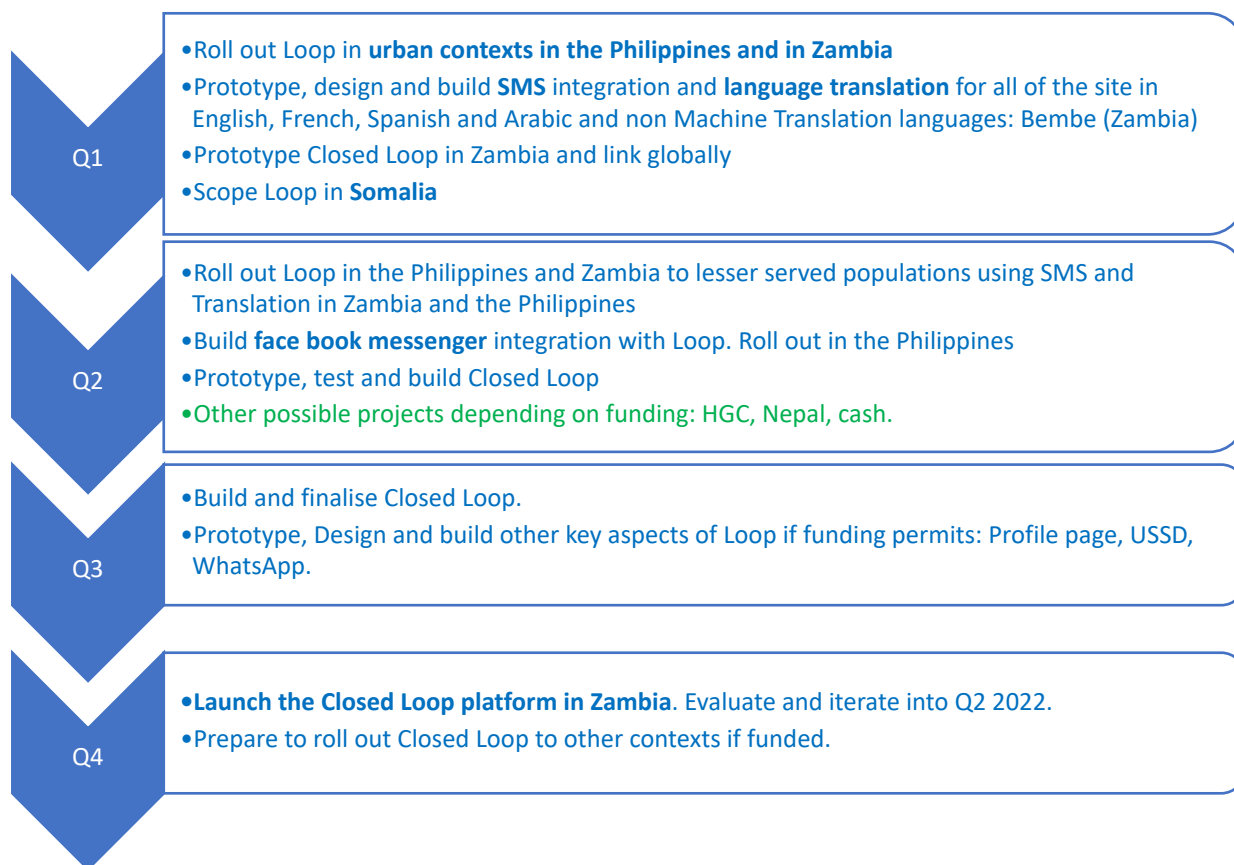 Q1
•Roll out Loop in urban contexts in the Philippines and in Zambia
•Prototype, design and build SMS integration and language translation for all of the site in
English, French, Spanish and Arabic and non Machine Translation languages: Bembe (Zambia)
•Prototype Closed Loop in Zambia and link globally
•Scope Loop in Somalia
Q2
•Roll out Loop in the Philippines and Zambia to lesser served populations using SMS and
Translation in Zambia and the Philippines
•Build face book messenger integration with Loop. Roll out in the Philippines
•Prototype, test and build Closed Loop
•Other possible projects depending on funding: HGC, Nepal, cash.
Q3
•Build and finalise Closed Loop.
•Prototype, Design and build other key aspects of Loop if funding permits: Profile page, USSD,
WhatsApp.
Q4
•Launch the Closed Loop platform in Zambia. Evaluate and iterate into Q2 2022.
•Prepare to roll out Closed Loop to other contexts if funded.